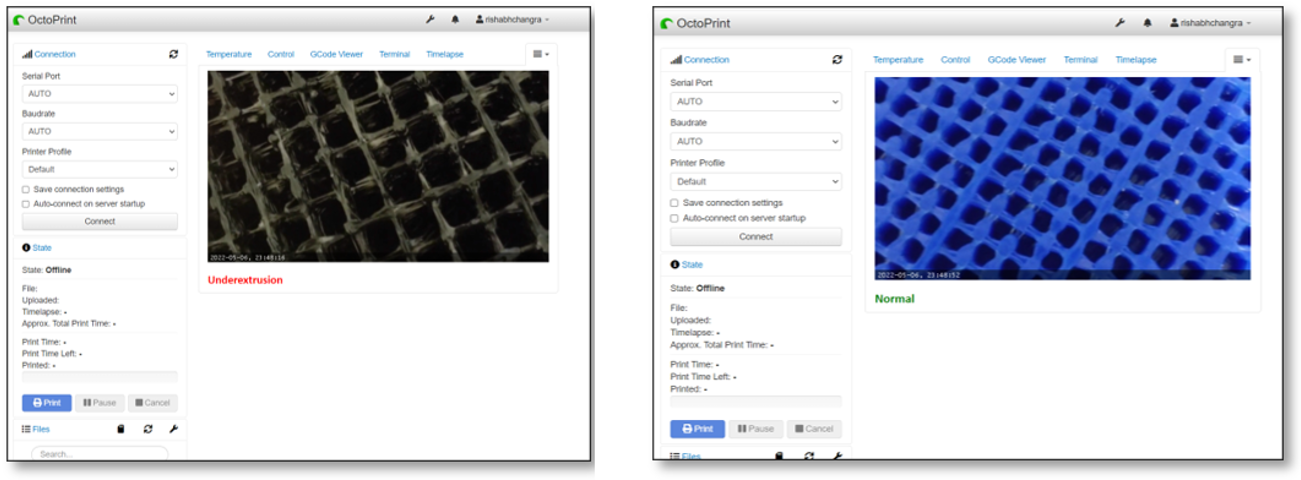 OctoPrint
rishabhchangra
Connection
Temperature Control GCode Viewer Terminal Timelapse
Serial Port
AUTO
Baudrate
AUTO
Printer Profile
Default
Save connection settings
Auto-connect on server startup
Connect
2022-05-06, 23:48:16
Underextrusion
State
State: Offline
File:
Uploaded:
Timelapse: -
Approx. Total Print Time: -
Print Time: -
Print Time Left: -
Printed: -
Print Pause Cancel
Files
Search...
OctoPrint
rishabhchangra
Connection
Temperature Control GCode Viewer Terminal Timelapse
Serial Port
AUTO
Baudrate
AUTO
Printer Profile
Default
Save connection settings
Auto-connect on server startup
Connect
2022-05-06, 23:48:52
Normal
State
State: Offline
File:
Uploaded:
Timelapse: -
Approx. Total Print Time: -
Print Time: -
Print Time Left: -
Printed: -
Print Pause Cancel
Files